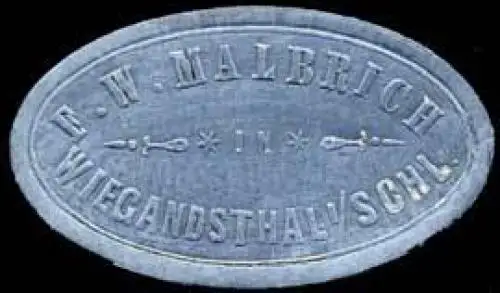 E.W. MALBRICH
* IN *
WIEGANDSTHAL I/SCHL.